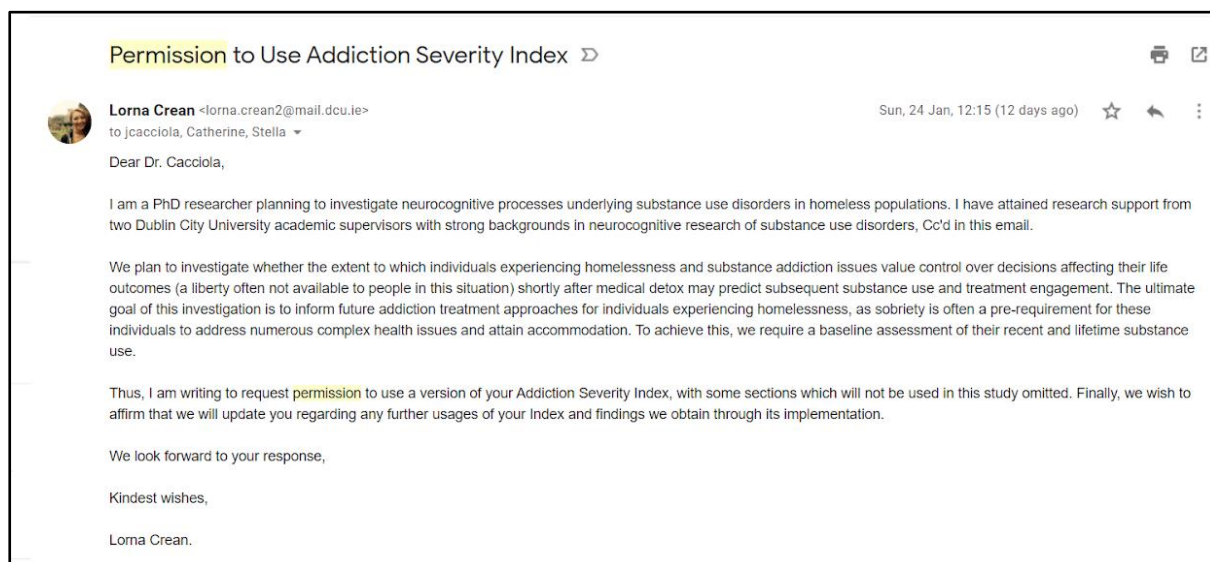 Permission to Use Addiction Severity Index
Lorna Crean <lorna.crean2@mail.dcu.ie>
Sun, 24 Jan, 12:15 (12 days ago)
to jcacciola, Catherine, Stella
Dear Dr. Cacciola,
I am a PhD researcher planning to investigate neurocognitive processes underlying substance use disorders in homeless populations. I have attained research support from
two Dublin City University academic supervisors with strong backgrounds in neurocognitive research of substance use disorders, Cc'd in this email.
We plan to investigate whether the extent to which individuals experiencing homelessness and substance addiction issues value control over decisions affecting their life
outcomes (a liberty often not available to people in this situation) shortly after medical detox may predict subsequent substance use and treatment engagement. The ultimate
goal of this investigation is to inform future addiction treatment approaches for individuals experiencing homelessness, as sobriety is often a pre-requirement for these
individuals to address numerous complex health issues and attain accommodation. To achieve this, we require a baseline assessment of their recent and lifetime substance
use.
Thus, I am writing to request permission to use a version of your Addiction Severity Index, with some sections which will not be used in this study omitted. Finally, we wish to
affirm that we will update you regarding any further usages of your Index and findings we obtain through its implementation.
We look forward to your response,
Kindest wishes,
Lorna Crean.